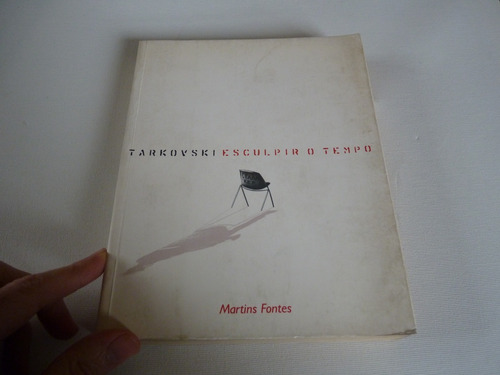 TARKOVSKI ESCULPIR O TEMPO
Martins Fontes